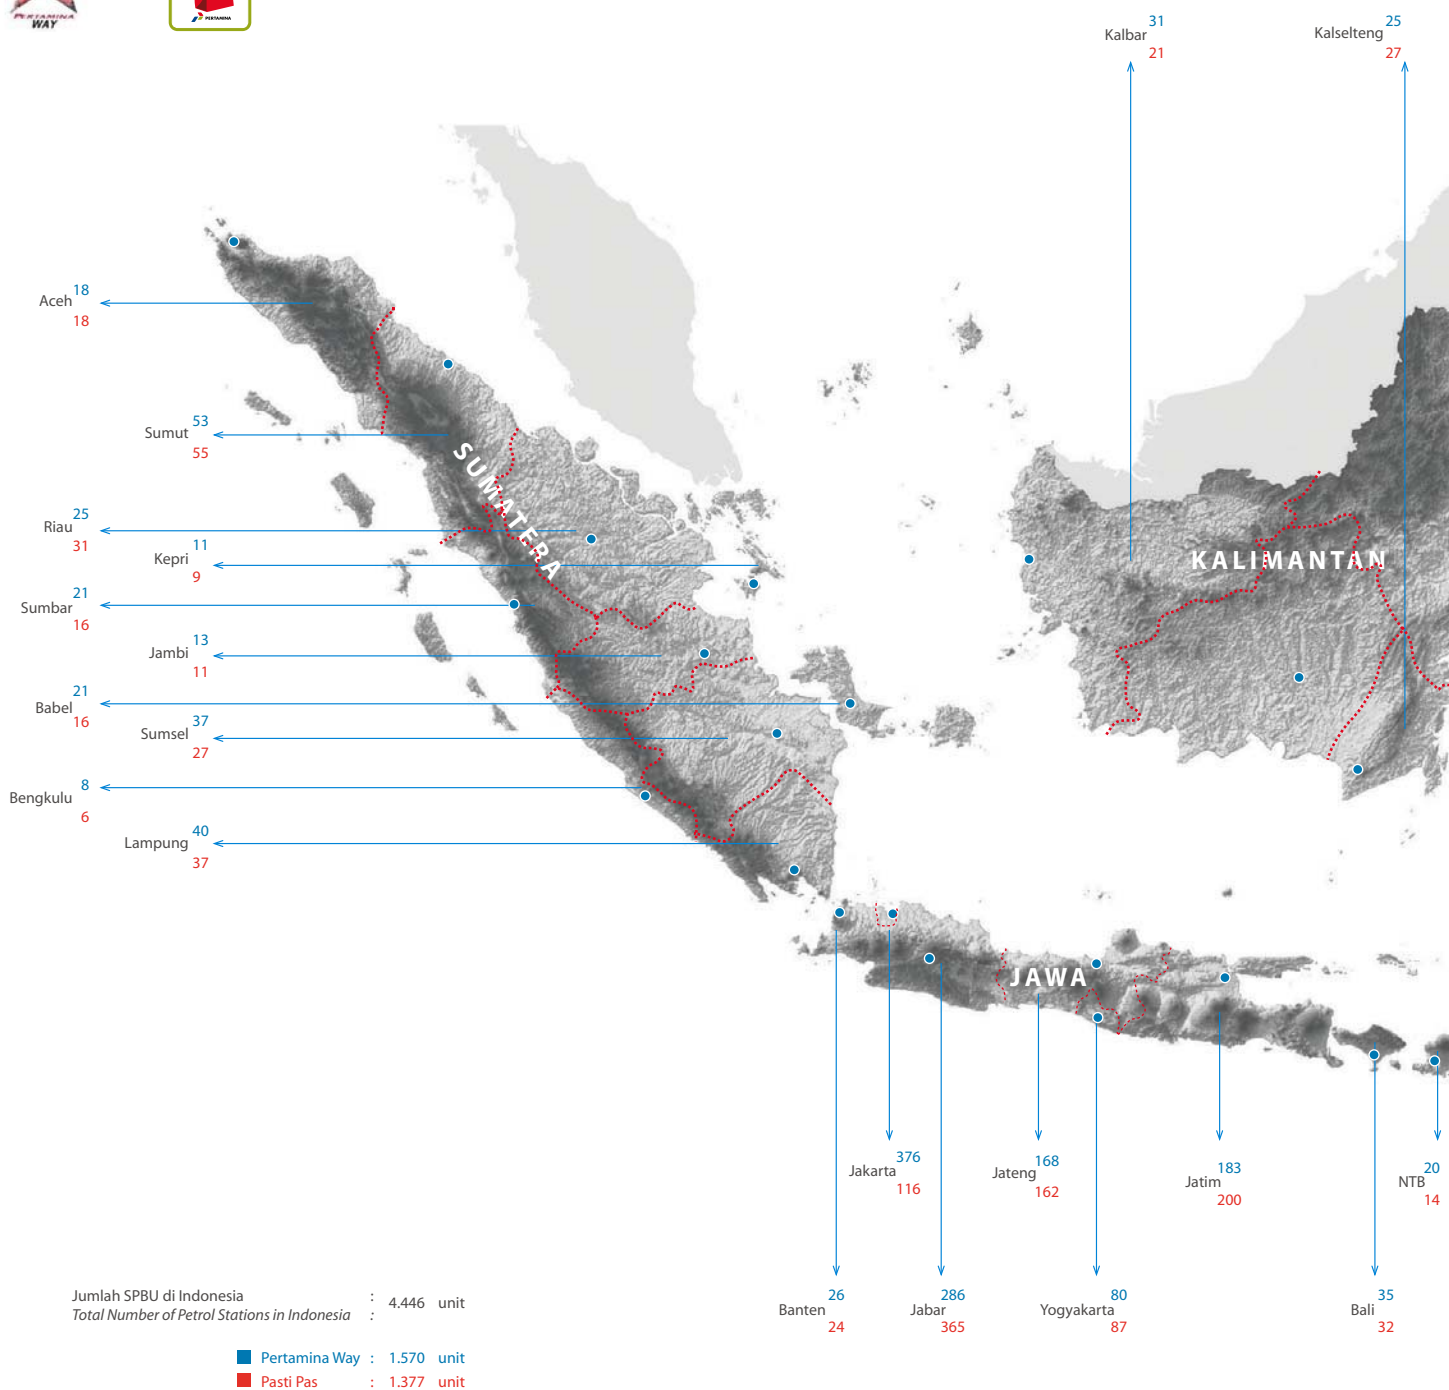 PERTAMINA
WAY
PERTAMINA
Kalbar 31
21
Kalselteng 25
27
Aceh 18
18
Sumut 53
55
SUMATERA
Riau 25
31
Kepri 11
9
Sumbar 21
16
Jambi 13
11
Babel 21
16
Sumsel 37
27
Bengkulu 8
6
Lampung 40
37
KALIMANTAN
JAWA
Jakarta 376
116
Jateng 168
162
Jatim 183
200
NTB 20
14
Banten 26
24
Jabar 286
365
Yogyakarta 80
87
Bali 35
32
Jumlah SPBU di Indonesia : 4.446 unit
Total Number of Petrol Stations in Indonesia :
Pertamina Way : 1.570 unit
Pasti Pas : 1.377 unit